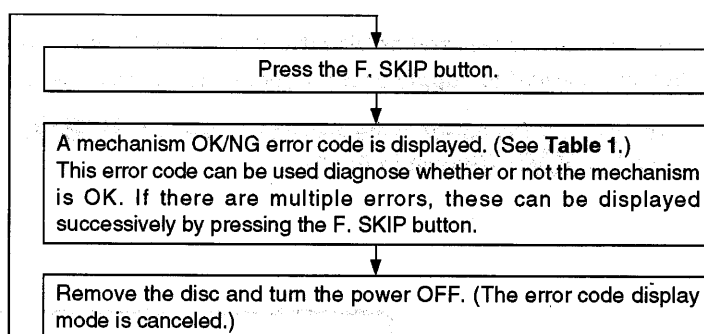 Press the F. SKIP button.
A mechanism OK/NG error code is displayed. (See Table 1.)
This error code can be used diagnose whether or not the mechanism
is OK. If there are multiple errors, these can be displayed
successively by pressing the F. SKIP button.
Remove the disc and turn the power OFF. (The error code display
mode is canceled.)